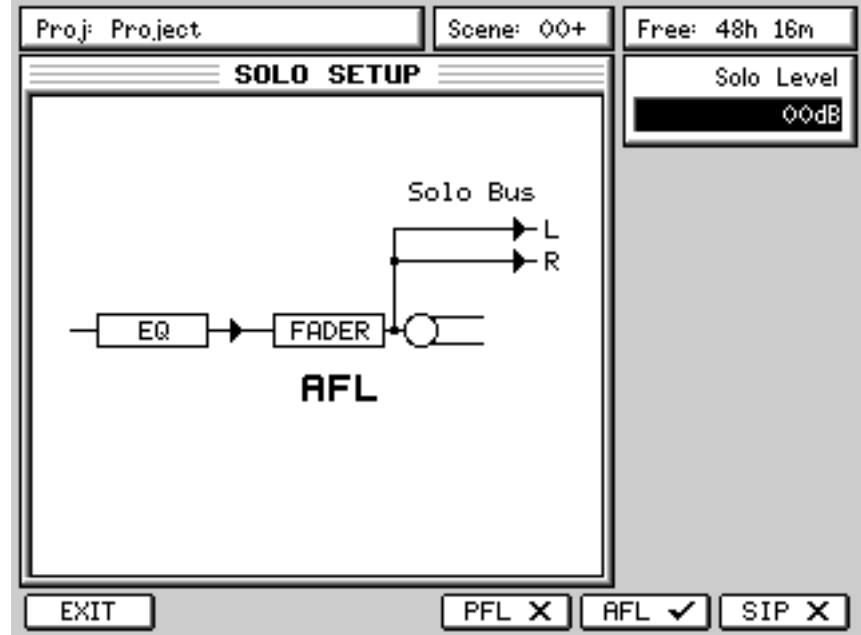 Proj: Project
Scene: 00+
Free: 48h 16m
SOLO SETUP
Solo Level
00dB
Solo Bus
L
R
EQ
FADER
AFL
EXIT
PFL ✕
AFL ✓
SIP ✕